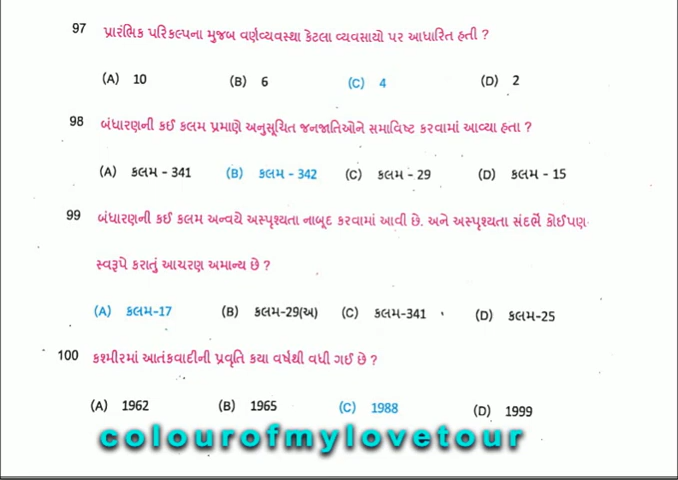 97 પ્રારંભિક પરિકલ્પના મુજબ વર્ણવ્યવસ્થા કેટલા વ્યવસાયો પર આધારિત હતી ?
(A) 10 (B) 6 (C) 4 (D) 2
98 બંધારણની કઈ કલમ પ્રમાણે અનુસૂચિત જનજાતિઓને સમાવિષ્ટ કરવામાં આવ્યા હતા ?
(A) કલમ - 341 (B) કલમ - 342 (C) કલમ - 29 (D) કલમ - 15
99 બંધારણની કઈ કલમ અન્વયે અસ્પૃશ્યતા નાબૂદ કરવામાં આવી છે. અને અસ્પૃશ્યતા સંદર્ભે કોઈપણ
સ્વરૂપે કરાતું આચરણ અમાન્ય છે ?
(A) કલમ-17 (B) કલમ-29(અ) (C) કલમ-341 (D) કલમ-25
100 કશ્મીરમાં આતંકવાદીની પ્રવૃતિ કયા વર્ષથી વધી ગઈ છે ?
(A) 1962 (B) 1965 (C) 1988 (D) 1999
colourofmylovetour